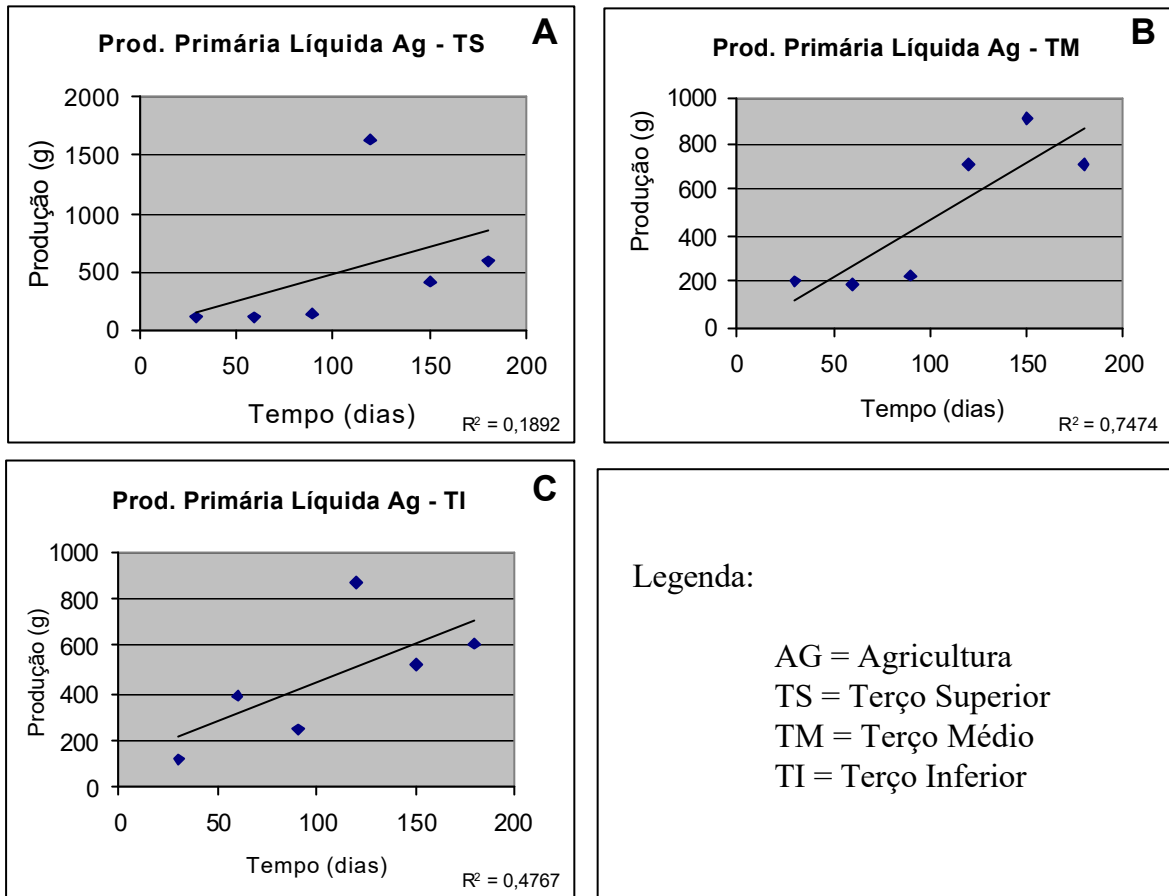 Prod. Primária Líquida Ag - TS
A
Produção (g)
2000
1500
1000
500
0
0 50 100 150 200
Tempo (dias)
R² = 0,1892
Prod. Primária Líquida Ag - TM
B
Produção (g)
1000
800
600
400
200
0
0 50 100 150 200
Tempo (dias)
R² = 0,7474
Prod. Primária Líquida Ag - TI
C
Produção (g)
1000
800
600
400
200
0
0 50 100 150 200
Tempo (dias)
R² = 0,4767
Legenda:
AG = Agricultura
TS = Terço Superior
TM = Terço Médio
TI = Terço Inferior